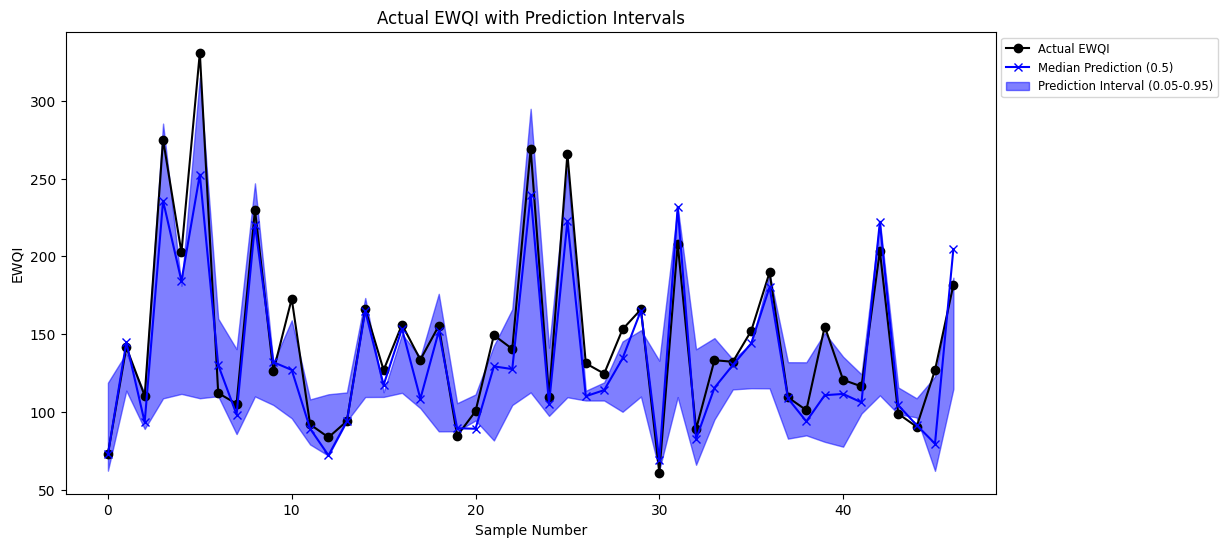 Actual EWQI with Prediction Intervals
Actual EWQI
Median Prediction (0.5)
Prediction Interval (0.05-0.95)
EWQI
300
250
200
150
100
50
0
10
20
30
40
Sample Number